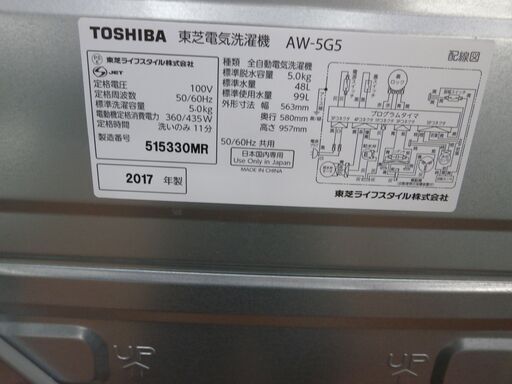 TOSHIBA 東芝電気洗濯機 AW-5G5
東芝ライフスタイル株式会社
JET
定格電圧 100V
定格周波数 50/60Hz
標準洗濯容量 5.0kg
電動機定格消費電力 360/435W
定格時間 洗いのみ 11分
製造番号 515330MR
2017 年製
種類 全自動電気洗濯機
標準脱水容量 5.0kg
標準水量 48L
標準使用水量 99L
外形寸法 幅 563mm
奥行 580mm
高さ 957mm
50/60Hz 共用
日本国内専用
Use Only in Japan
MADE IN CHINA
配線図
プログラムタイマ
東芝ライフスタイル株式会社
UP
UP